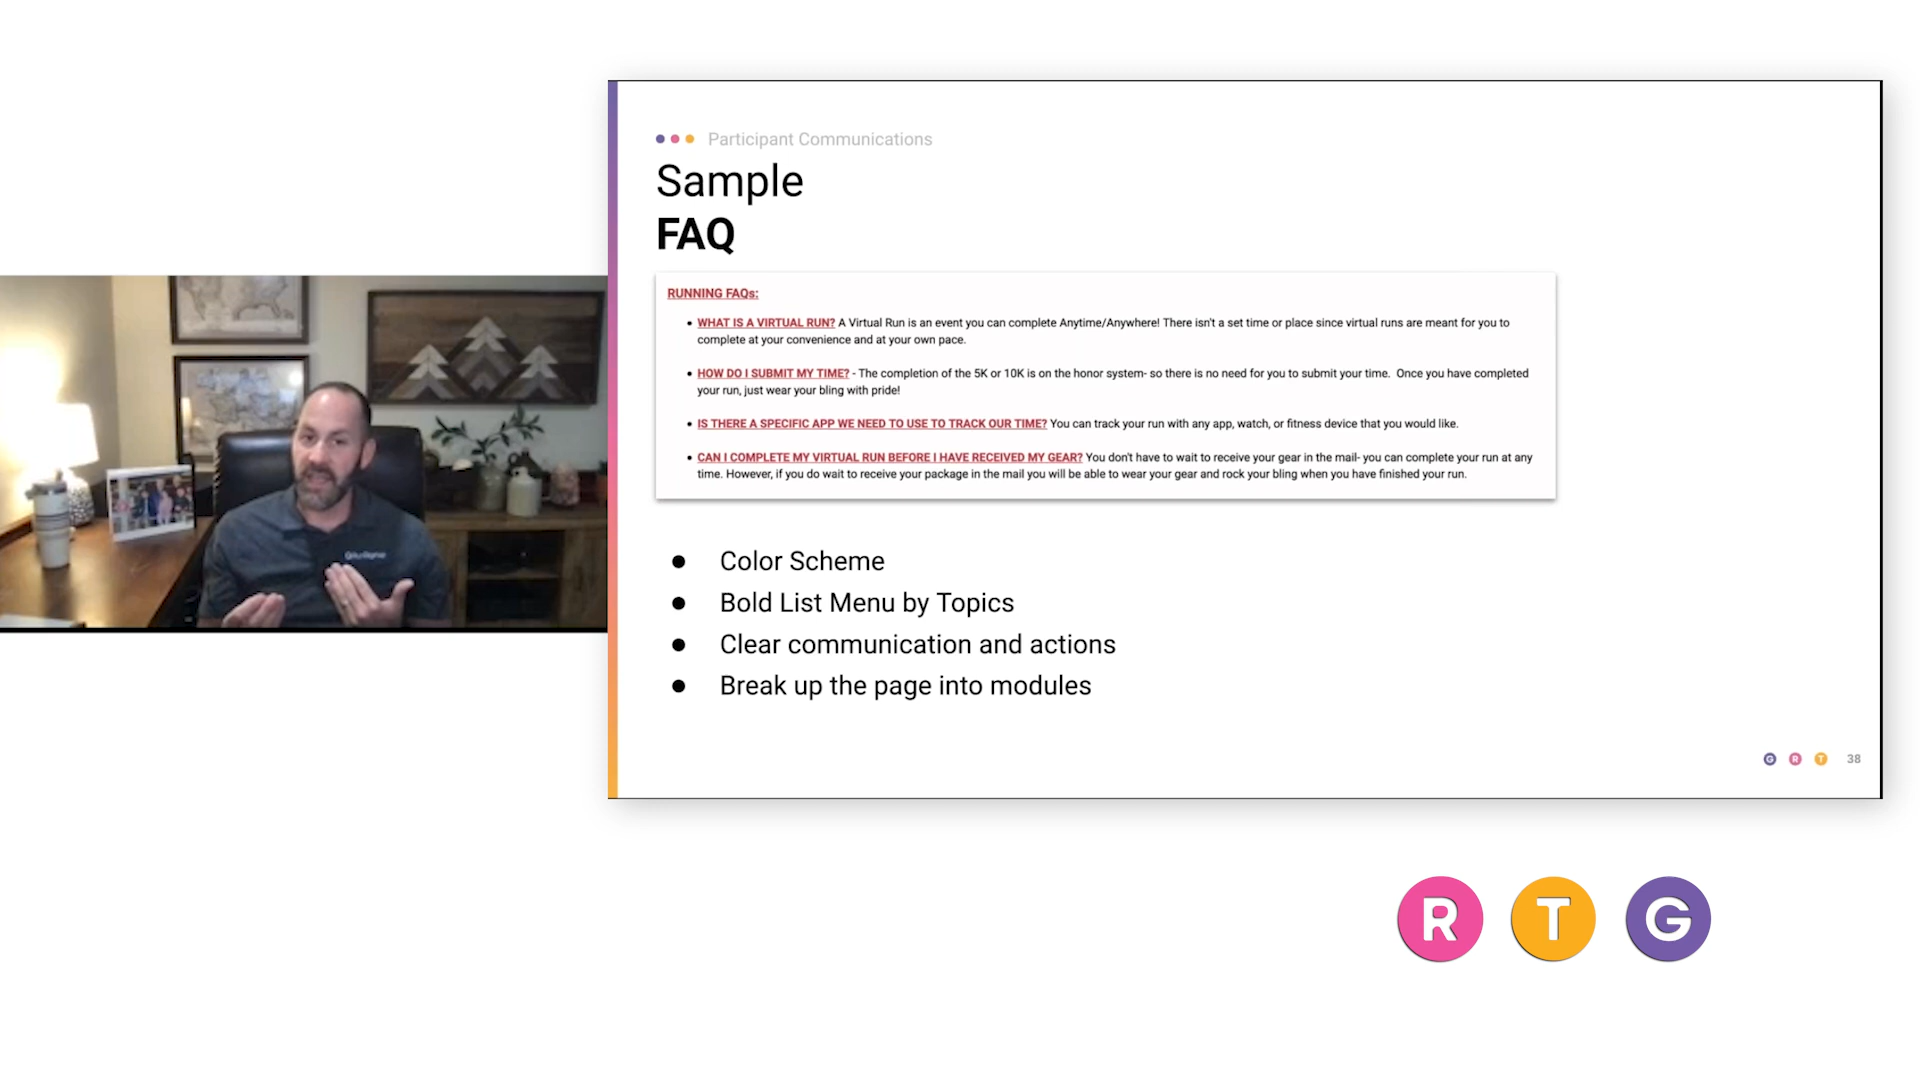 Participant Communications
Sample
FAQ
RUNNING FAQs:
• WHAT IS A VIRTUAL RUN? A Virtual Run is an event you can complete Anytime/Anywhere! There isn't a set time or place since virtual runs are meant for you to
complete at your convenience and at your own pace.
• HOW DO I SUBMIT MY TIME? - The completion of the 5K or 10K is on the honor system- so there is no need for you to submit your time.  Once you have completed
your run, just wear your bling with pride!
• IS THERE A SPECIFIC APP WE NEED TO USE TO TRACK OUR TIME? You can track your run with any app, watch, or fitness device that you would like.
• CAN I COMPLETE MY VIRTUAL RUN BEFORE I HAVE RECEIVED MY GEAR? You don't have to wait to receive your gear in the mail- you can complete your run at any
time. However, if you do wait to receive your package in the mail you will be able to wear your gear and rock your bling when you have finished your run.
● Color Scheme
● Bold List Menu by Topics
● Clear communication and actions
● Break up the page into modules
G R T 38
R T G